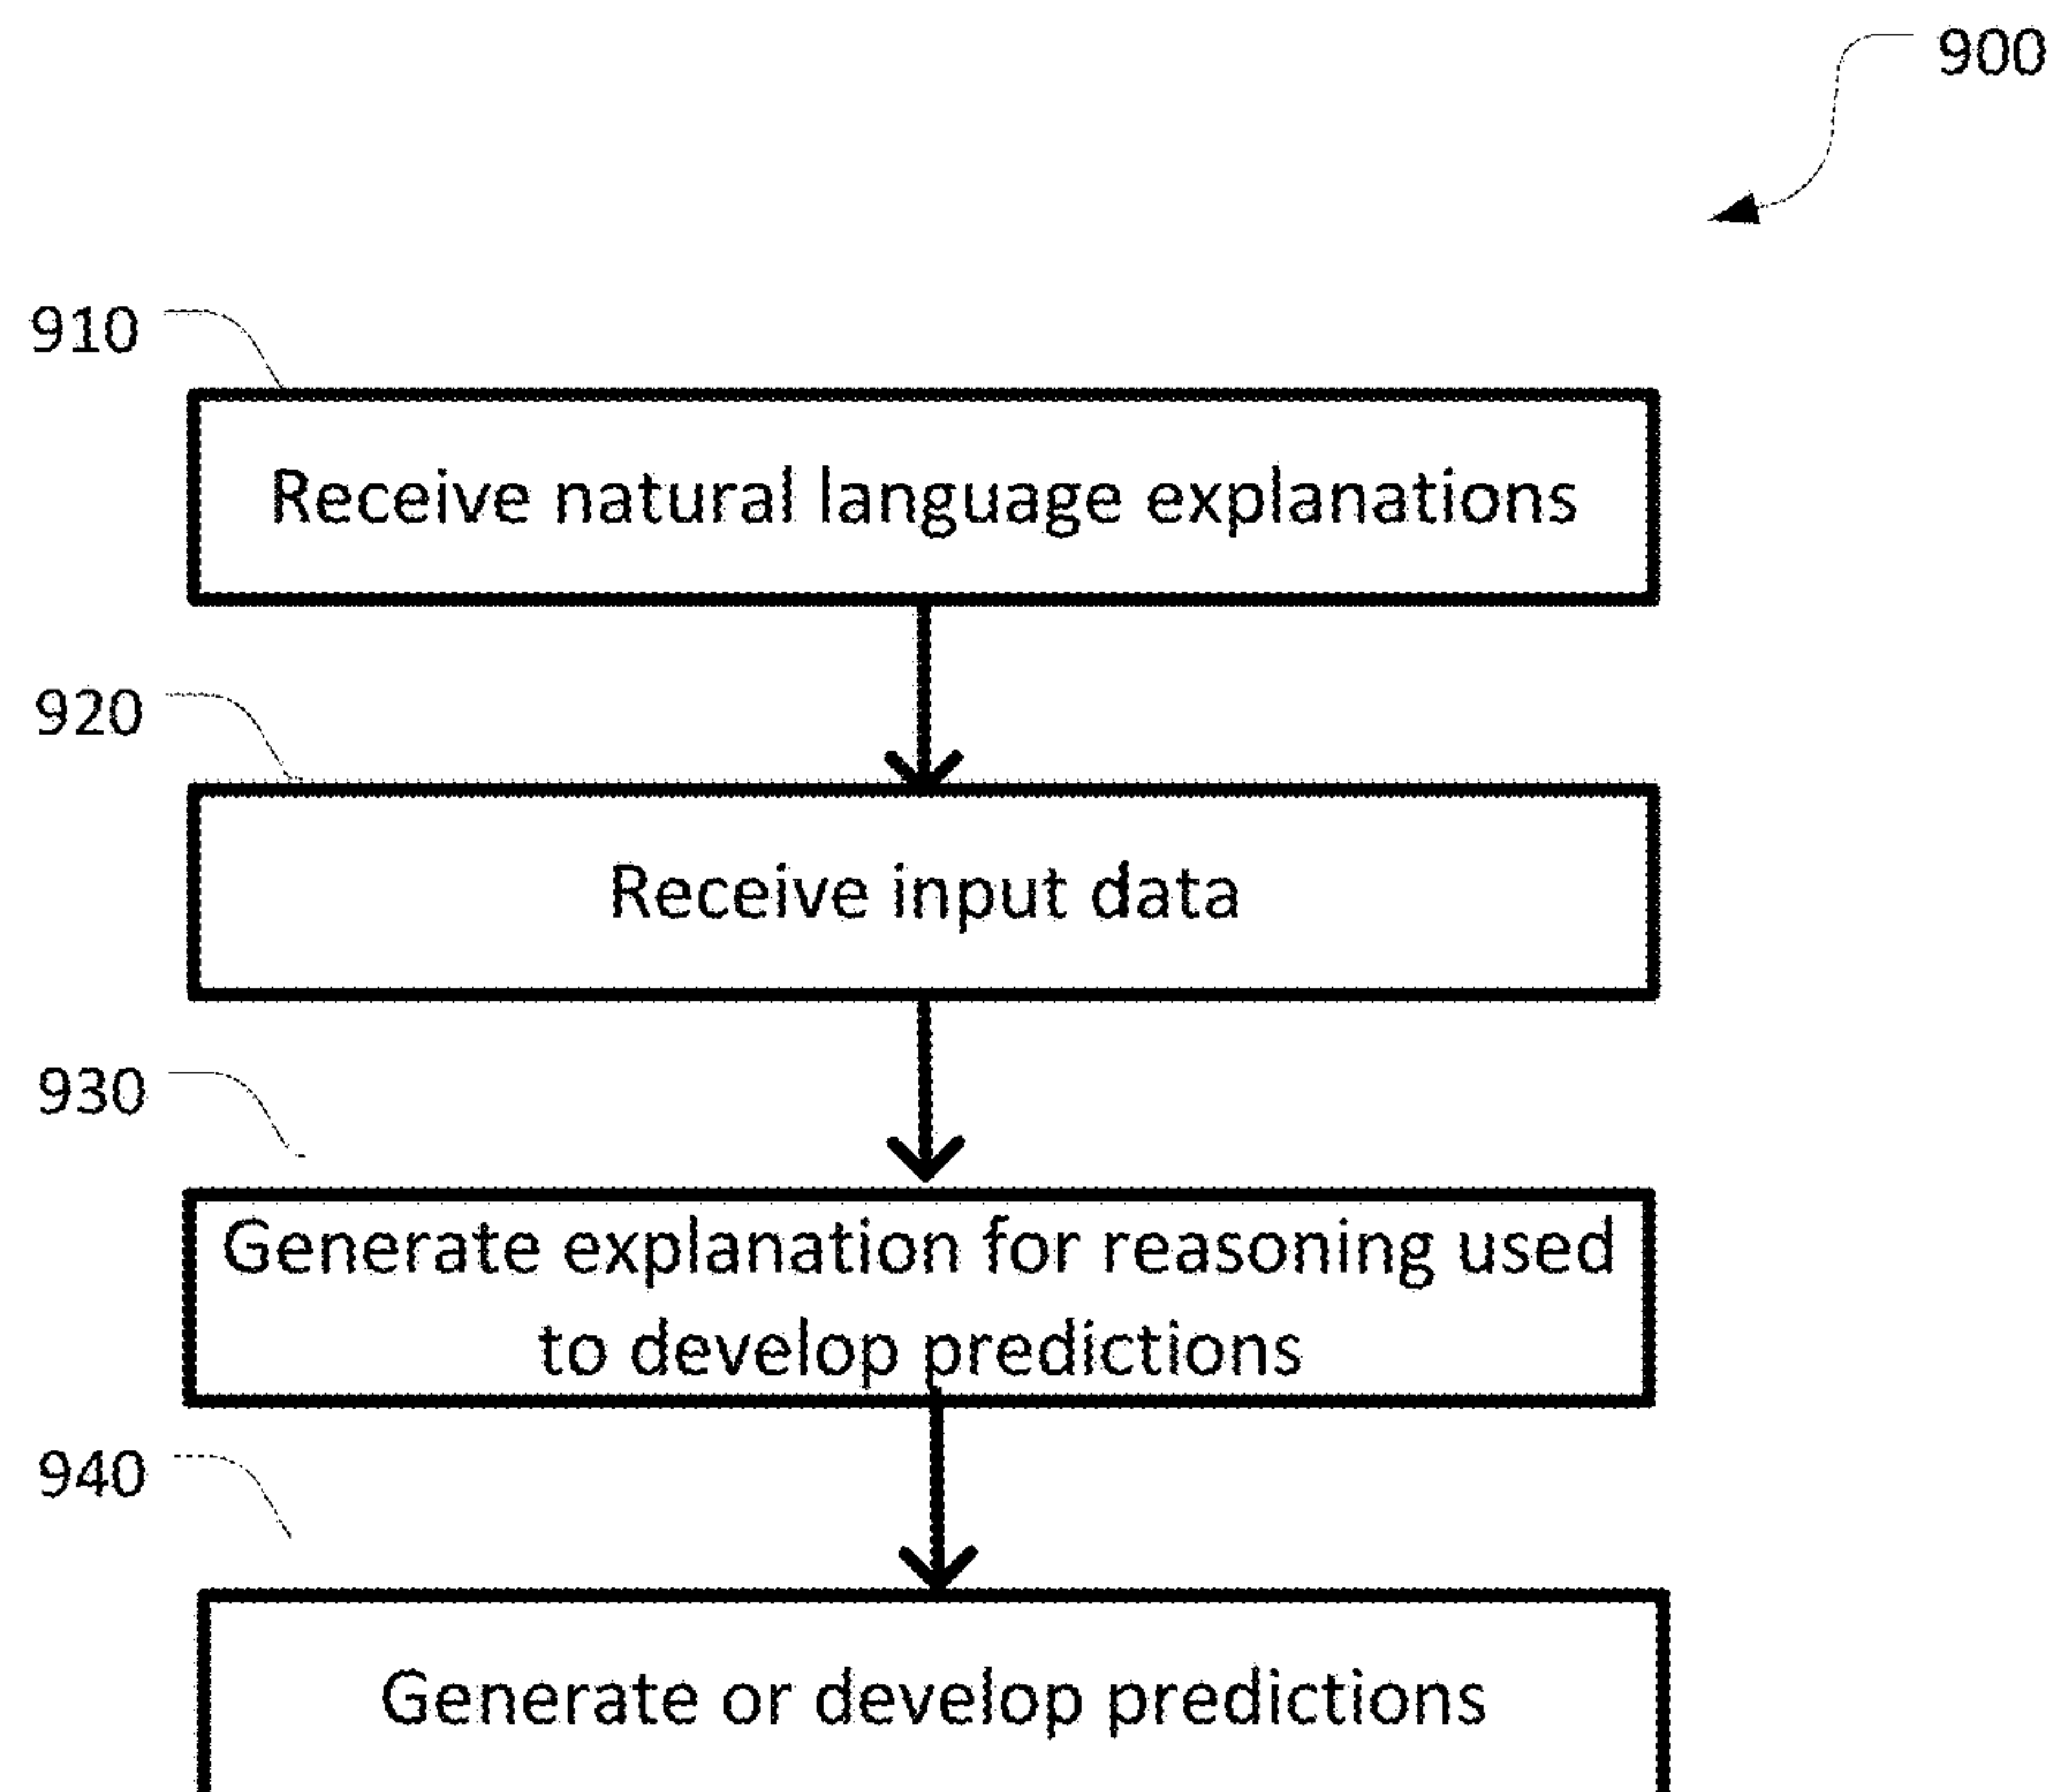 900
910
Receive natural language explanations
920
Receive input data
930
Generate explanation for reasoning used
to develop predictions
940
Generate or develop predictions